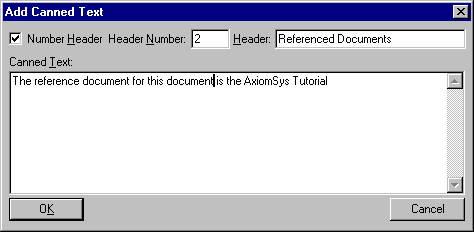 Add Canned Text
Number Header Header Number: 2 Header: Referenced Documents
Canned Text:
The reference document for this document is the AxiomSys Tutorial
OK Cancel